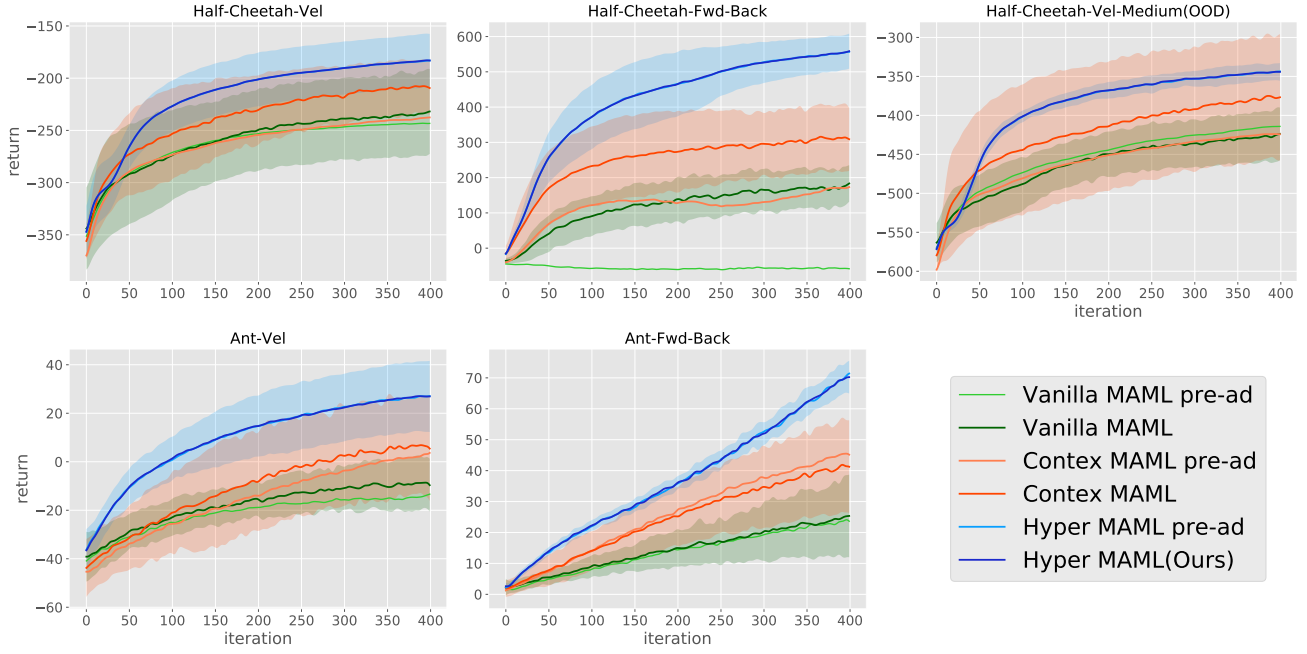 Half-Cheetah-Vel
Half-Cheetah-Fwd-Back
Half-Cheetah-Vel-Medium(OOD)
−150
−200
−250
−300
−350
return
0 50 100 150 200 250 300 350 400
600
500
400
300
200
100
0
0 50 100 150 200 250 300 350 400
−300
−350
−400
−450
−500
−550
−600
0 50 100 150 200 250 300 350 400
iteration
Ant-Vel
Ant-Fwd-Back
40
20
0
−20
−40
−60
return
0 50 100 150 200 250 300 350 400
iteration
70
60
50
40
30
20
10
0
0 50 100 150 200 250 300 350 400
iteration
Vanilla MAML pre-ad
Vanilla MAML
Contex MAML pre-ad
Contex MAML
Hyper MAML pre-ad
Hyper MAML(Ours)